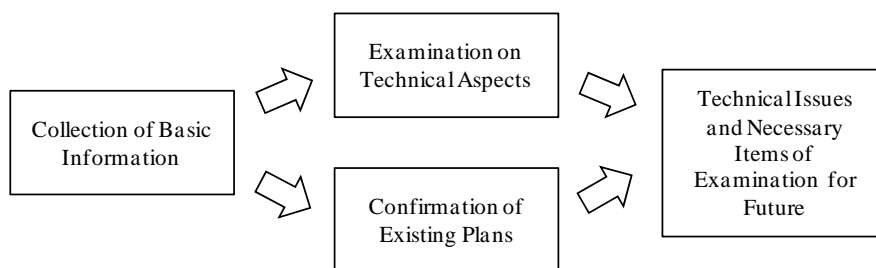 Collection of Basic
Information
Examination on
Technical Aspects
Confirmation of
Existing Plans
Technical Issues
and Necessary
Items of
Examination for
Future